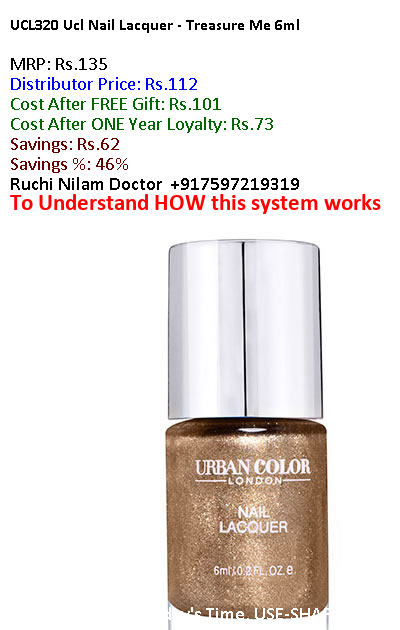 UCL320 Ucl Nail Lacquer - Treasure Me 6ml
MRP: Rs.135
Distributor Price: Rs.112
Cost After FREE Gift: Rs.101
Cost After ONE Year Loyalty: Rs.73
Savings: Rs.62
Savings %: 46%
Ruchi Nilam Doctor +917597219319
To Understand HOW this system works
URBAN COLOR
LONDON
NAIL
LACQUER
6ml/0.2 FL.OZ. ℮
Time. USE-SHA